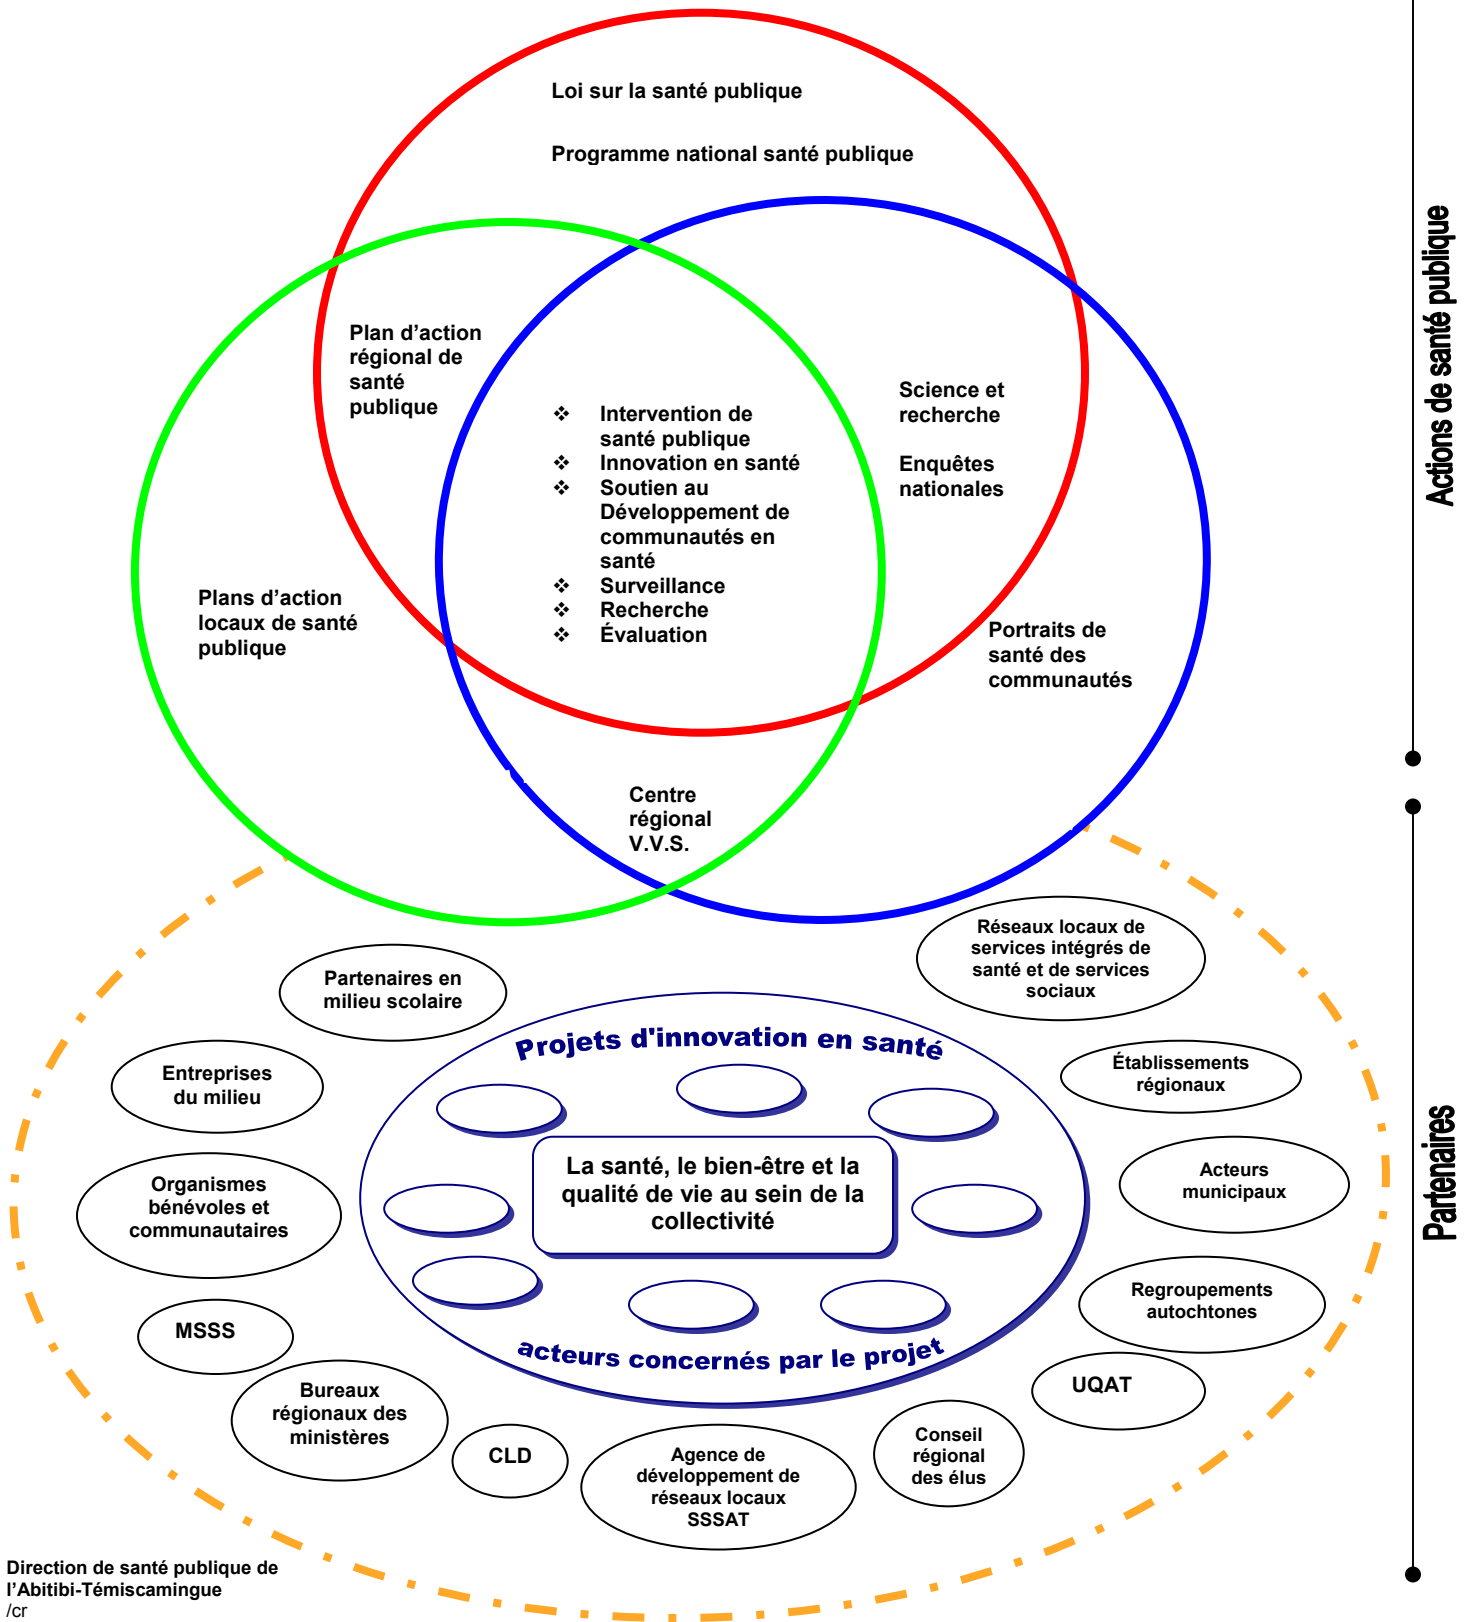 Loi sur la santé publique
Programme national santé publique
Plan d’action
régional de
santé
publique
❖ Intervention de
santé publique
❖ Innovation en santé
❖ Soutien au
Développement de
communautés en
santé
❖ Surveillance
❖ Recherche
❖ Évaluation
Science et
recherche
Enquêtes
nationales
Plans d’action
locaux de santé
publique
Portraits de
santé des
communautés
Centre
régional
V.V.S.
Actions de santé publique
Réseaux locaux de
services intégrés de
santé et de services
sociaux
Partenaires en
milieu scolaire
Projets d'innovation en santé
Entreprises
du milieu
Établissements
régionaux
La santé, le bien-être et la
qualité de vie au sein de la
collectivité
Organismes
bénévoles et
communautaires
Acteurs
municipaux
Partenaires
Regroupements
autochtones
MSSS
acteurs concernés par le projet
UQAT
Bureaux
régionaux des
ministères
CLD
Agence de
développement de
réseaux locaux
SSSAT
Conseil
régional
des élus
Direction de santé publique de
l’Abitibi-Témiscamingue
/cr